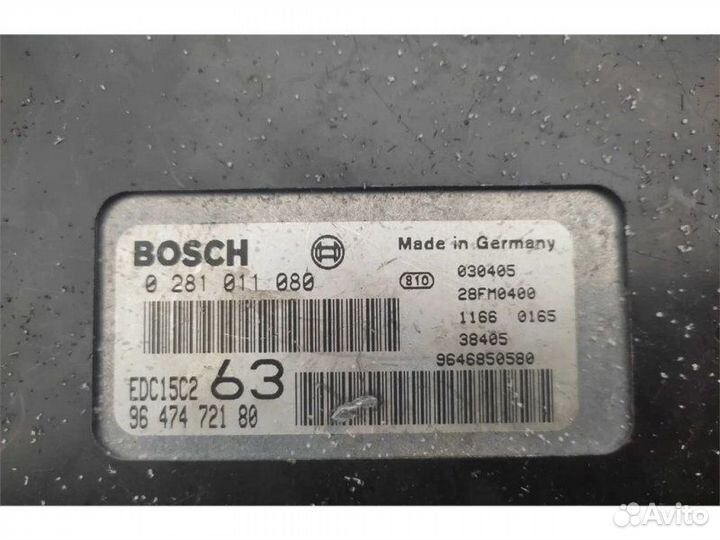 BOSCH
Made in Germany
0 281 011 080
810
030405
28FM0400
1166 0165
38405
9646850580
EDC15C2 63
96 474 721 80
Avito